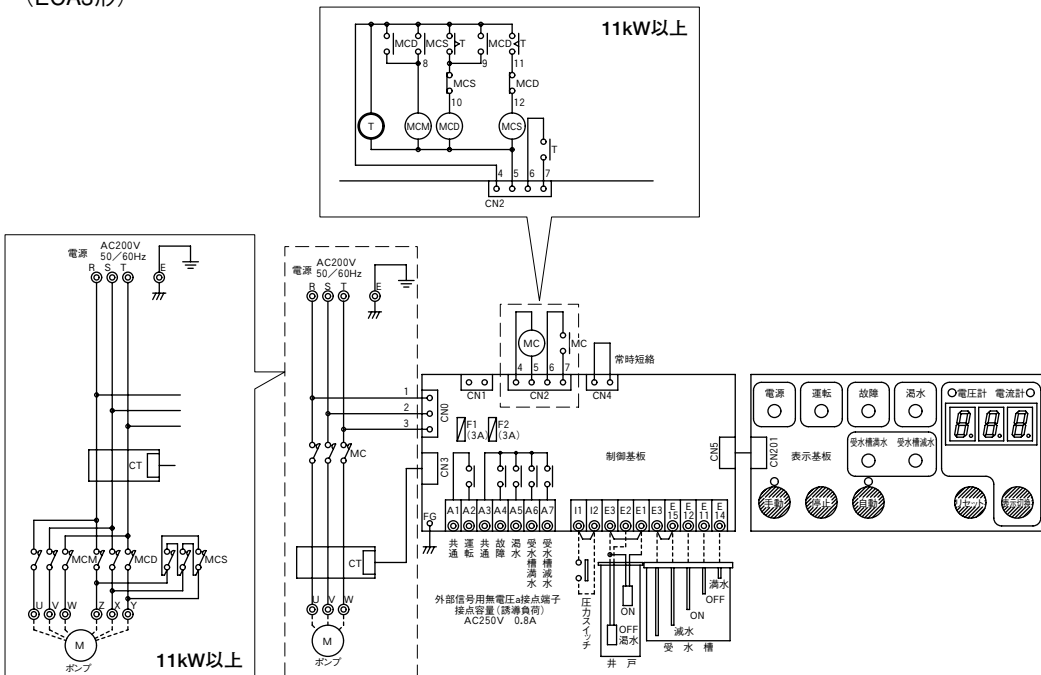 (ECA3形)
11kW以上
MCD MCS T MCD T
8 9 11
MCS MCD
10 12
T MCM MCD MCS
T
4 5 6 7
CN2
電源 AC200V
50/60Hz
R S T E
CT
MCM MCD MCS
U V W Z X Y
M
ポンプ
11kW以上
電源 AC200V
50/60Hz
R S T E
MC
CT
U V W
M
ポンプ
MC MC
4 5 6 7
常時短絡
CN1 CN2 CN4
1
2
3
CN0
F1
(3A)
F2
(3A)
CN3
制御基板
CN5
FG
A1 A2 A3 A4 A5 A6 A7
共通 運転 共通 故障 渇水 受水槽満水 受水槽減水
外部信号用無電圧a接点端子
接点容量(誘導負荷)
AC250V 0.8A
I1 I2 E3 E2 E1 E3 E15 E12 E11 E14
圧力スイッチ
ON
OFF
渇水
井戸
満水
OFF
ON
減水
受水槽
CN201
表示基板
電源 運転 故障 渇水
受水槽満水 受水槽減水
電圧計 電流計
8.8.8.
手動 停止 自動 リセット 表示切換